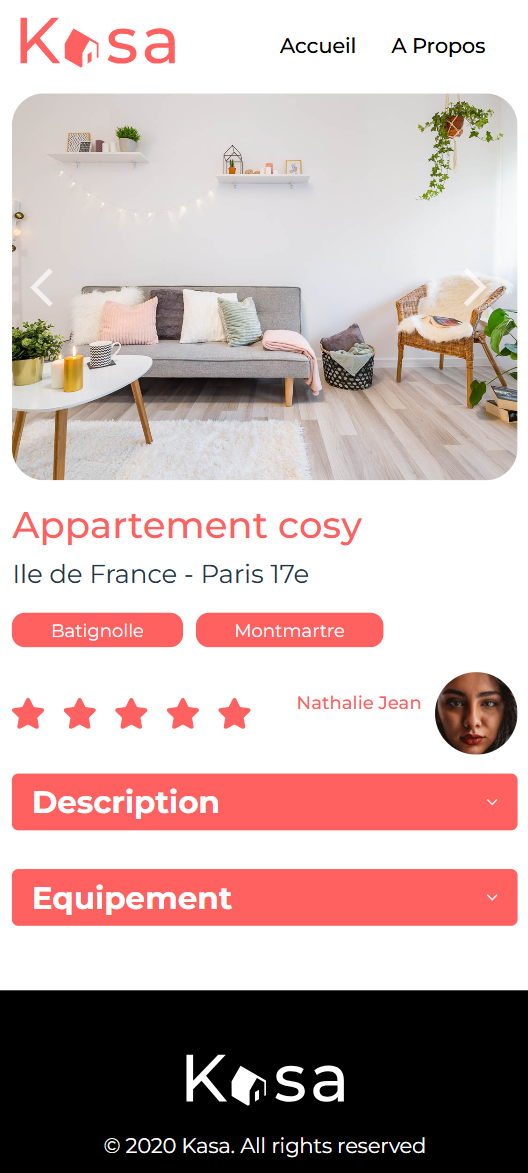 Kasa
Accueil A Propos
Appartement cosy
Ile de France - Paris 17e
Batignolle Montmartre
Nathalie Jean
Description
Equipement
Kasa
© 2020 Kasa. All rights reserved